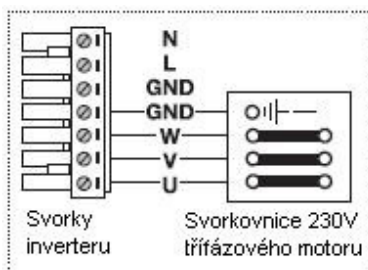 N
L
GND
GND
W
V
U
Svorky
inverteru
Svorkovnice 230V
třífázového motoru